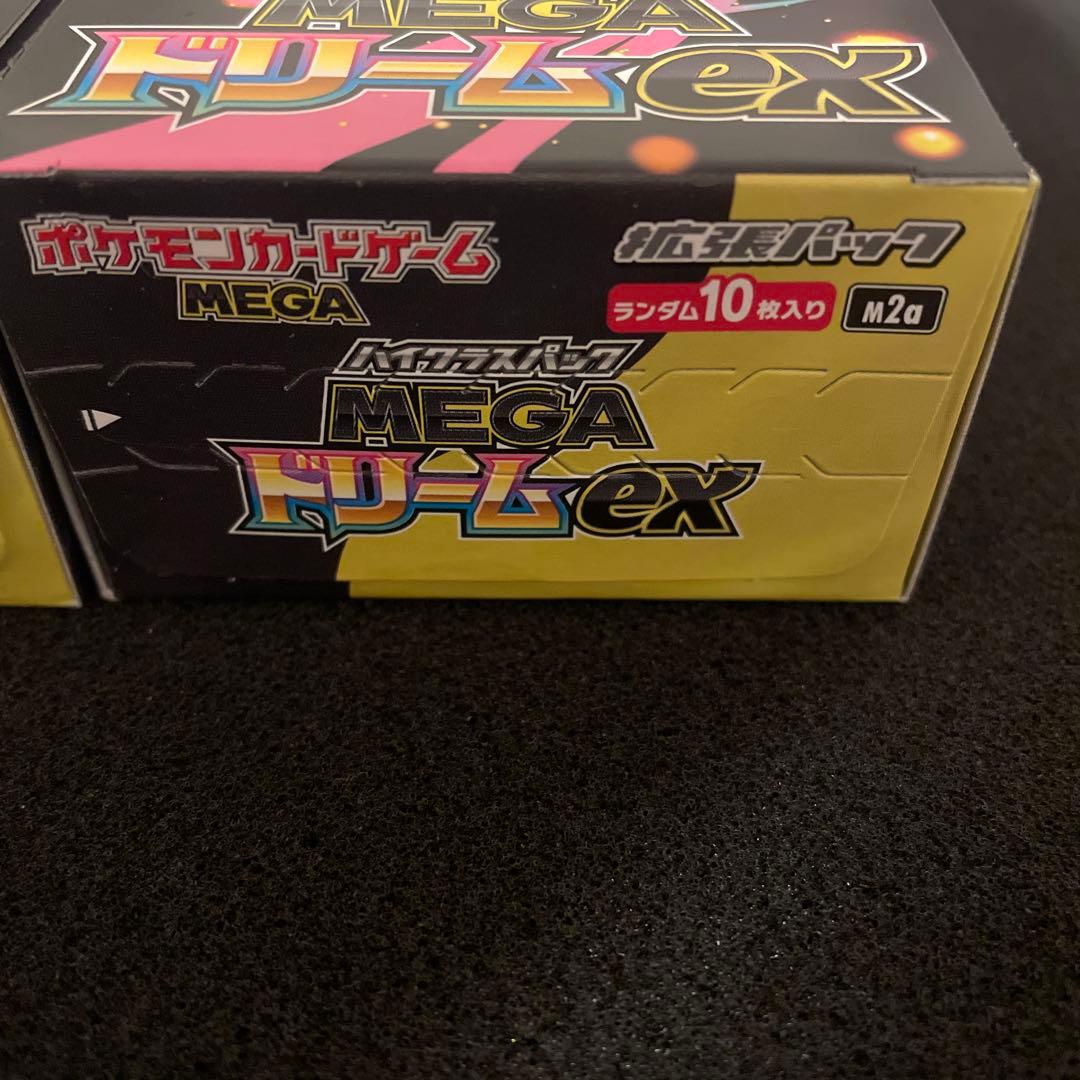 MEGA
ドリームex
ポケモンカードゲーム™
MEGA
拡張パック
ランダム10枚入り
M2a
ハイクラスパック
MEGA
ドリームex